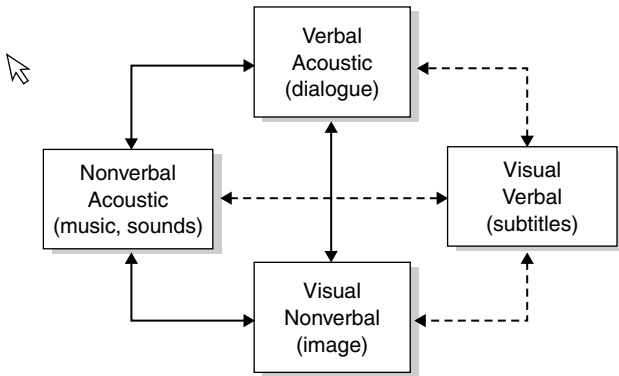 Verbal
Acoustic
(dialogue)
Nonverbal
Acoustic
(music, sounds)
Visual
Verbal
(subtitles)
Visual
Nonverbal
(image)